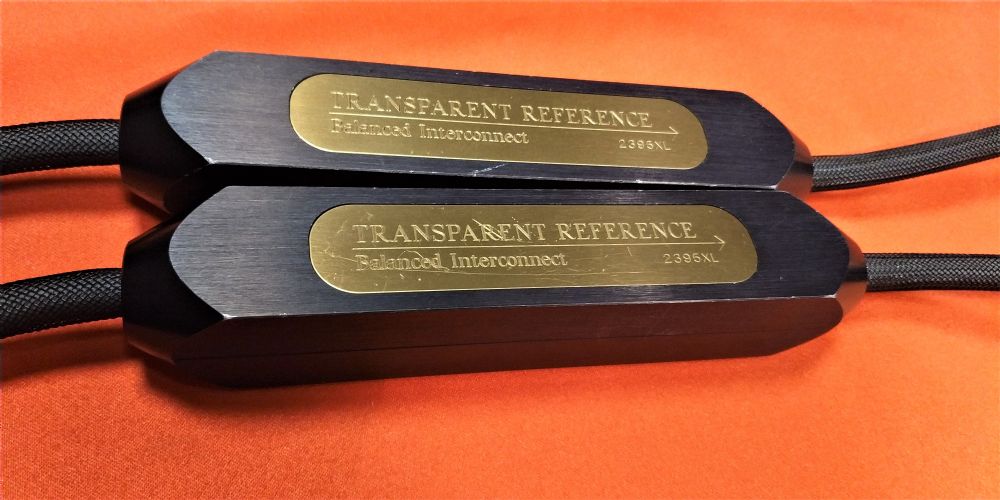 TRANSPARENT REFERENCE
Balanced Interconnect
2395XL
TRANSPARENT REFERENCE
Balanced Interconnect
2395XL